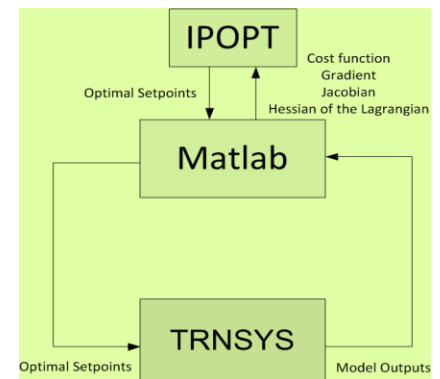 IPOPT
Cost function
Gradient
Jacobian
Hessian of the Lagrangian
Optimal Setpoints
Matlab
TRNSYS
Optimal Setpoints
Model Outputs